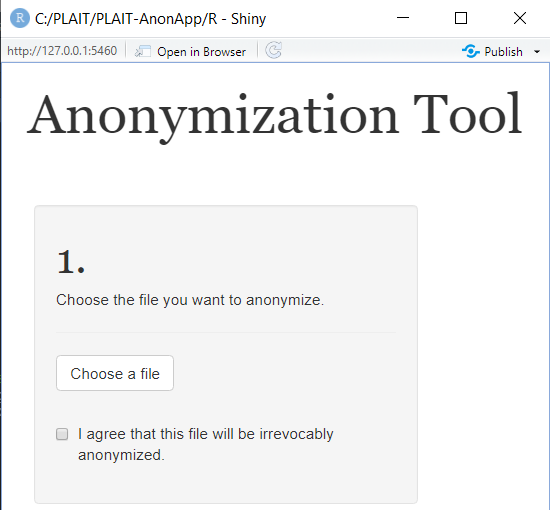 R C:/PLAIT/PLAIT-AnonApp/R - Shiny
http://127.0.0.1:5460 Open in Browser Publish
Anonymization Tool
1.
Choose the file you want to anonymize.
Choose a file
I agree that this file will be irrevocably
anonymized.